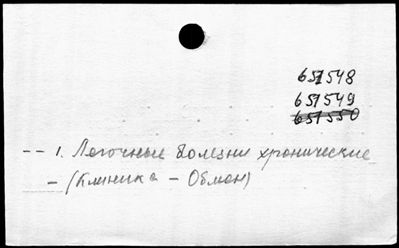 651548
651549
651550
-- 1. Легочные болезни хронические
- (Клиника - Обмен)